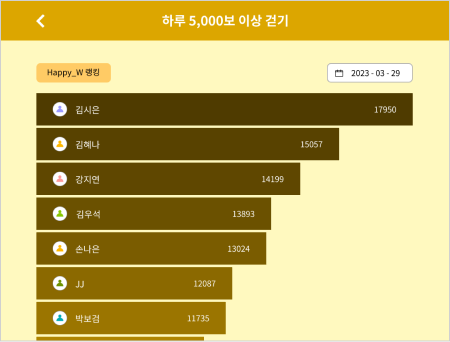 하루 5,000보 이상 걷기
Happy_W 랭킹
2023 - 03 - 29
김시은 17950
김혜나 15057
강지연 14199
김우석 13893
손나은 13024
JJ 12087
박보검 11735